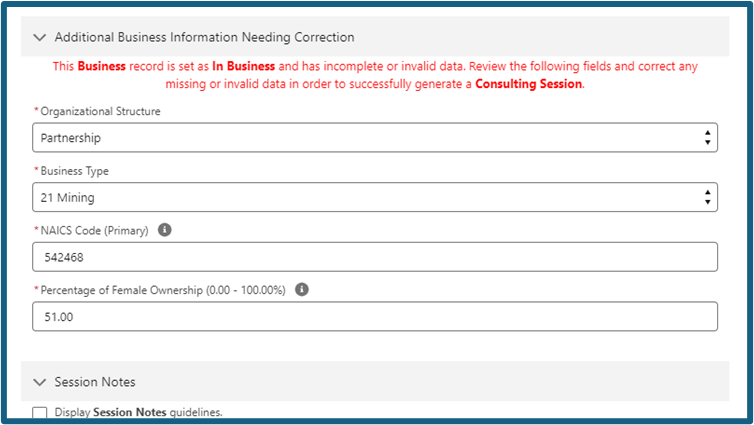 Additional Business Information Needing Correction
This Business record is set as In Business and has incomplete or invalid data. Review the following fields and correct any
missing or invalid data in order to successfully generate a Consulting Session.
*Organizational Structure
Partnership
*Business Type
21 Mining
*NAICS Code (Primary)
542468
*Percentage of Female Ownership (0.00 - 100.00%)
51.00
Session Notes
Display Session Notes guidelines.